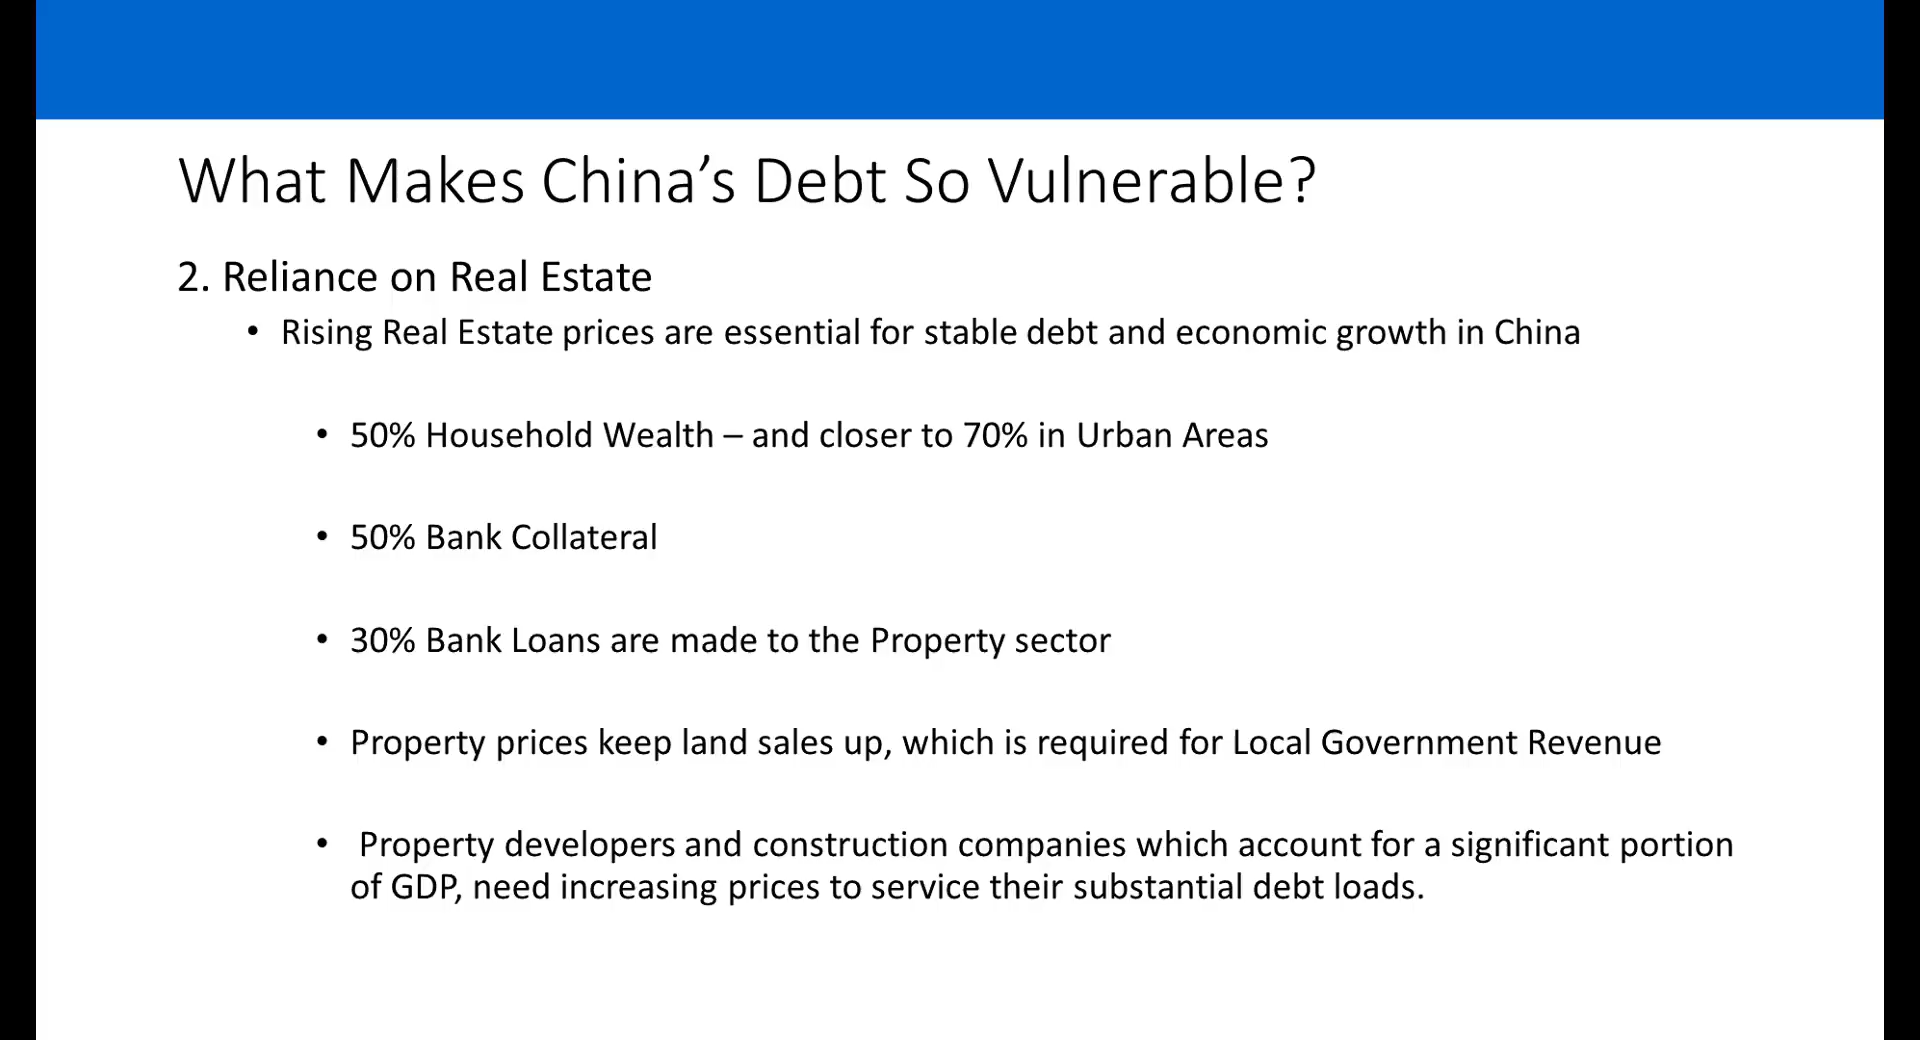 What Makes China’s Debt So Vulnerable?
2. Reliance on Real Estate
• Rising Real Estate prices are essential for stable debt and economic growth in China
• 50% Household Wealth – and closer to 70% in Urban Areas
• 50% Bank Collateral
• 30% Bank Loans are made to the Property sector
• Property prices keep land sales up, which is required for Local Government Revenue
• Property developers and construction companies which account for a significant portion
of GDP, need increasing prices to service their substantial debt loads.